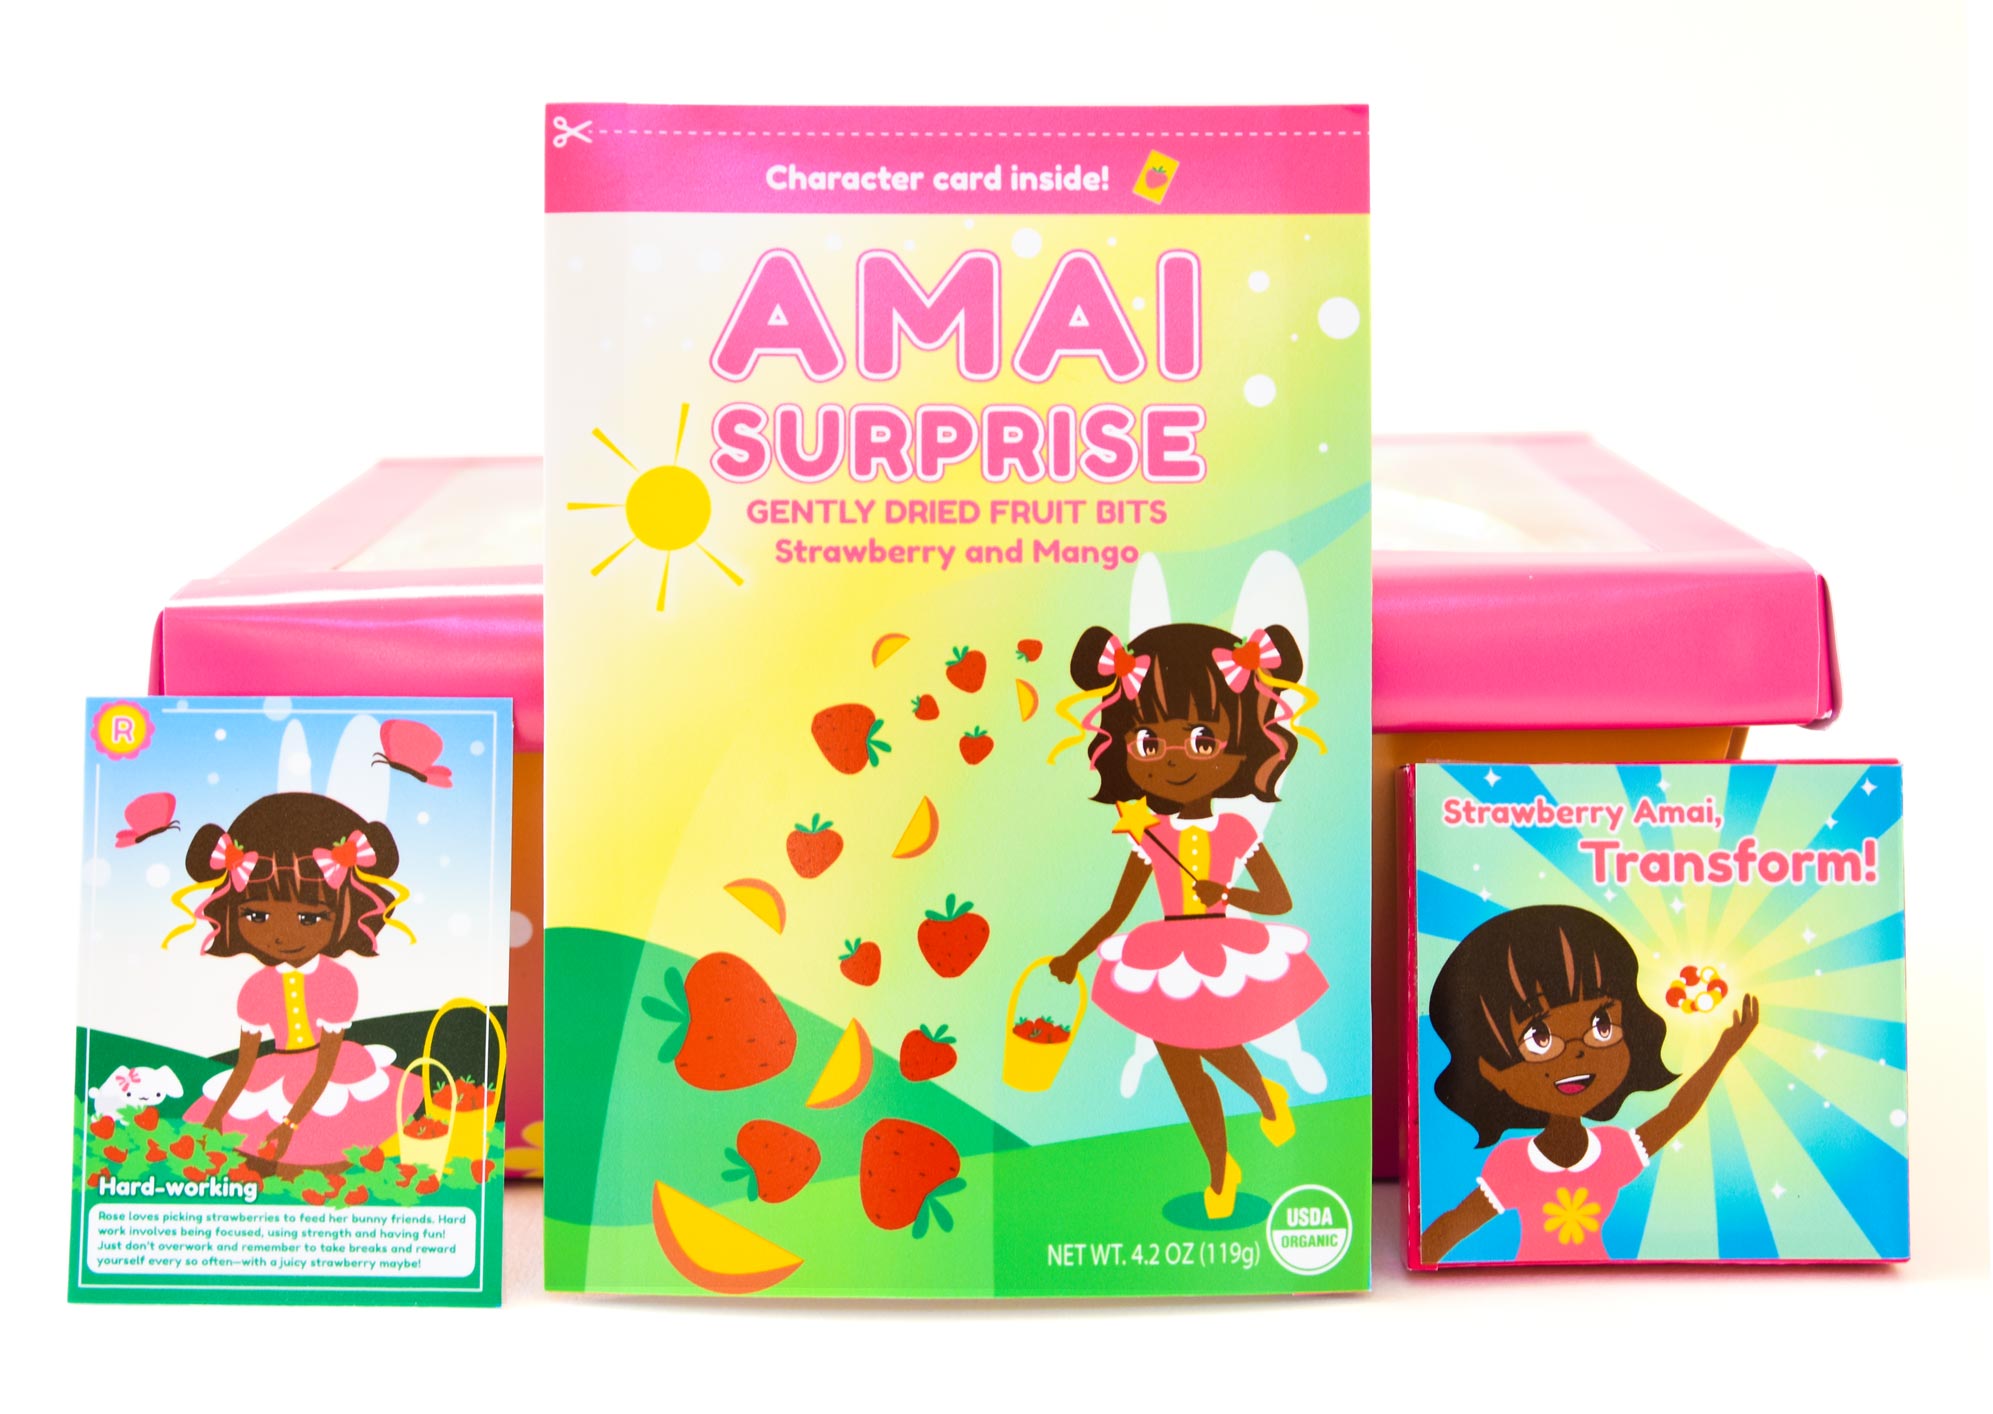 Character card inside!
AMAI
SURPRISE
GENTLY DRIED FRUIT BITS
Strawberry and Mango
NET WT. 4.2 OZ (119g)
USDA
ORGANIC
R
Hard-working
Rose loves picking strawberries to feed her bunny friends. Hard
work involves being focused, using strength and having fun!
Just don't overwork and remember to take breaks and reward
yourself every so often—with a juicy strawberry maybe!
Strawberry Amai,
Transform!